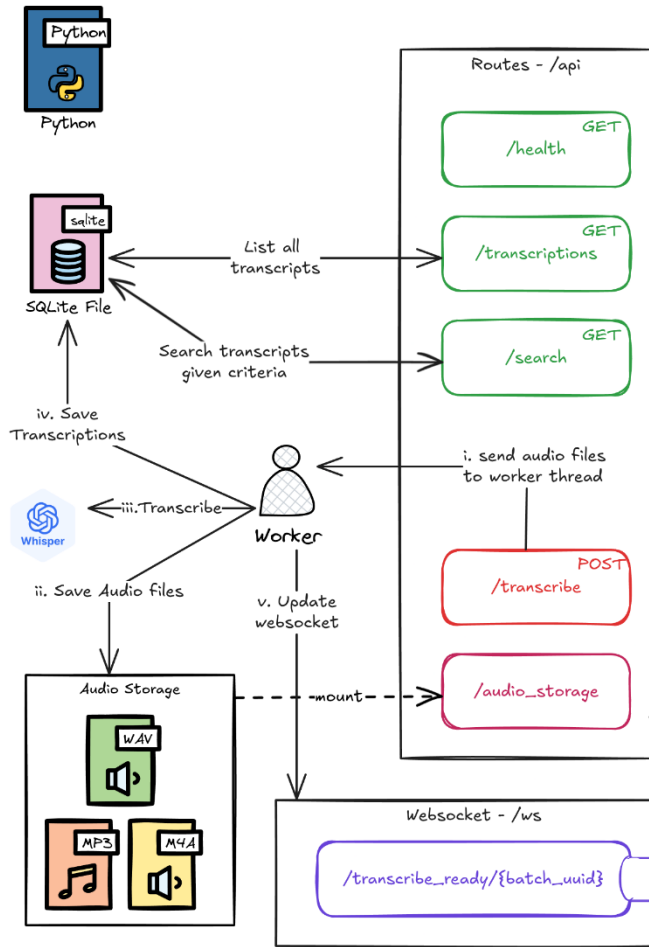 Python
Python
Routes - /api
GET
/health
sqlite
SQLite File
List all
transcripts
GET
/transcriptions
Search transcripts
given criteria
GET
/search
iv. Save
Transcriptions
i. send audio files
to worker thread
iii.Transcribe
Whisper
Worker
POST
/transcribe
ii. Save Audio files
v. Update
websocket
Audio Storage
mount
/audio_storage
WAV
MP3
M4A
Websocket - /ws
/transcribe_ready/{batch_uuid}